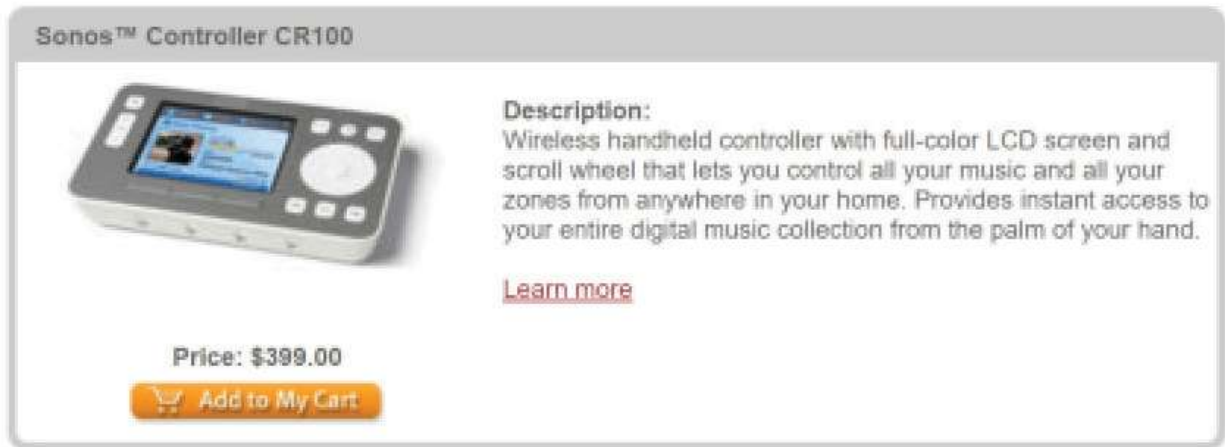 Sonos™ Controller CR100
Description:
Wireless handheld controller with full-color LCD screen and
scroll wheel that lets you control all your music and all your
zones from anywhere in your home. Provides instant access to
your entire digital music collection from the palm of your hand.
Learn more
Price: $399.00
Add to My Cart